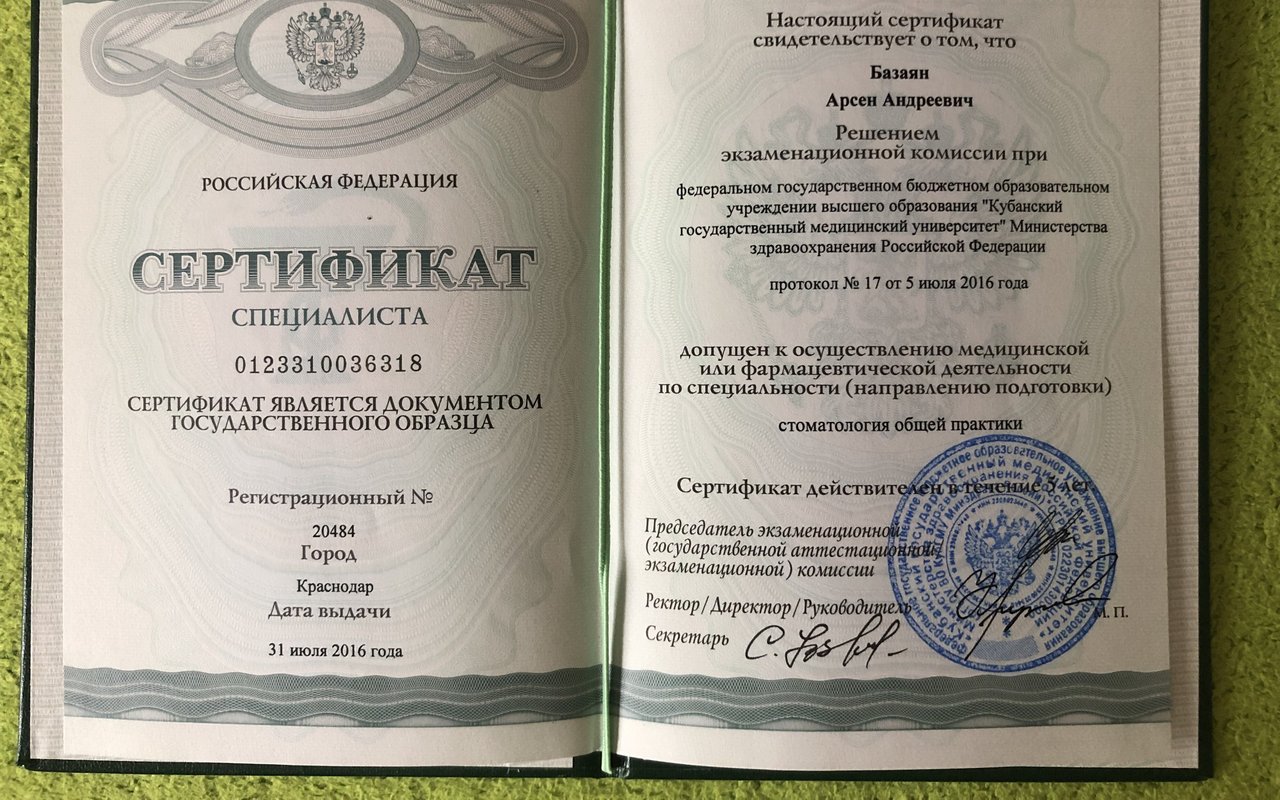 РОССИЙСКАЯ ФЕДЕРАЦИЯ
СЕРТИФИКАТ
СПЕЦИАЛИСТА
0123310036318
СЕРТИФИКАТ ЯВЛЯЕТСЯ ДОКУМЕНТОМ
ГОСУДАРСТВЕННОГО ОБРАЗЦА
Регистрационный №
20484
Город
Краснодар
Дата выдачи
31 июля 2016 года
Настоящий сертификат
свидетельствует о том, что
Базаян
Арсен Андреевич
Решением
экзаменационной комиссии при
федеральном государственном бюджетном образовательном
учреждении высшего образования "Кубанский
государственный медицинский университет" Министерства
здравоохранения Российской Федерации
протокол № 17 от 5 июля 2016 года
допущен к осуществлению медицинской
или фармацевтической деятельности
по специальности (направлению подготовки)
стоматология общей практики
Сертификат действителен в течение 5 лет
Председатель экзаменационной
(государственной аттестационной
экзаменационной) комиссии
Ректор/Директор/Руководитель
М. П.
Секретарь